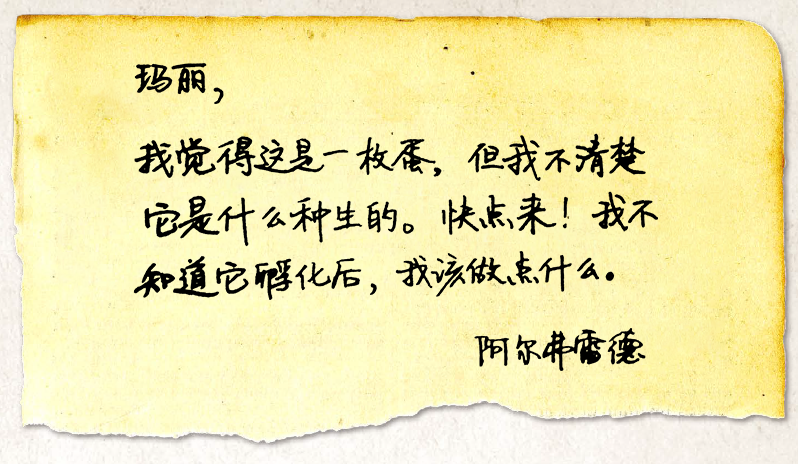 玛丽，
我觉得这是一枚蛋，但我不清楚
它是什么种生的。快点来！我不
知道它孵化后，我该做点什么。
阿尔弗雷德